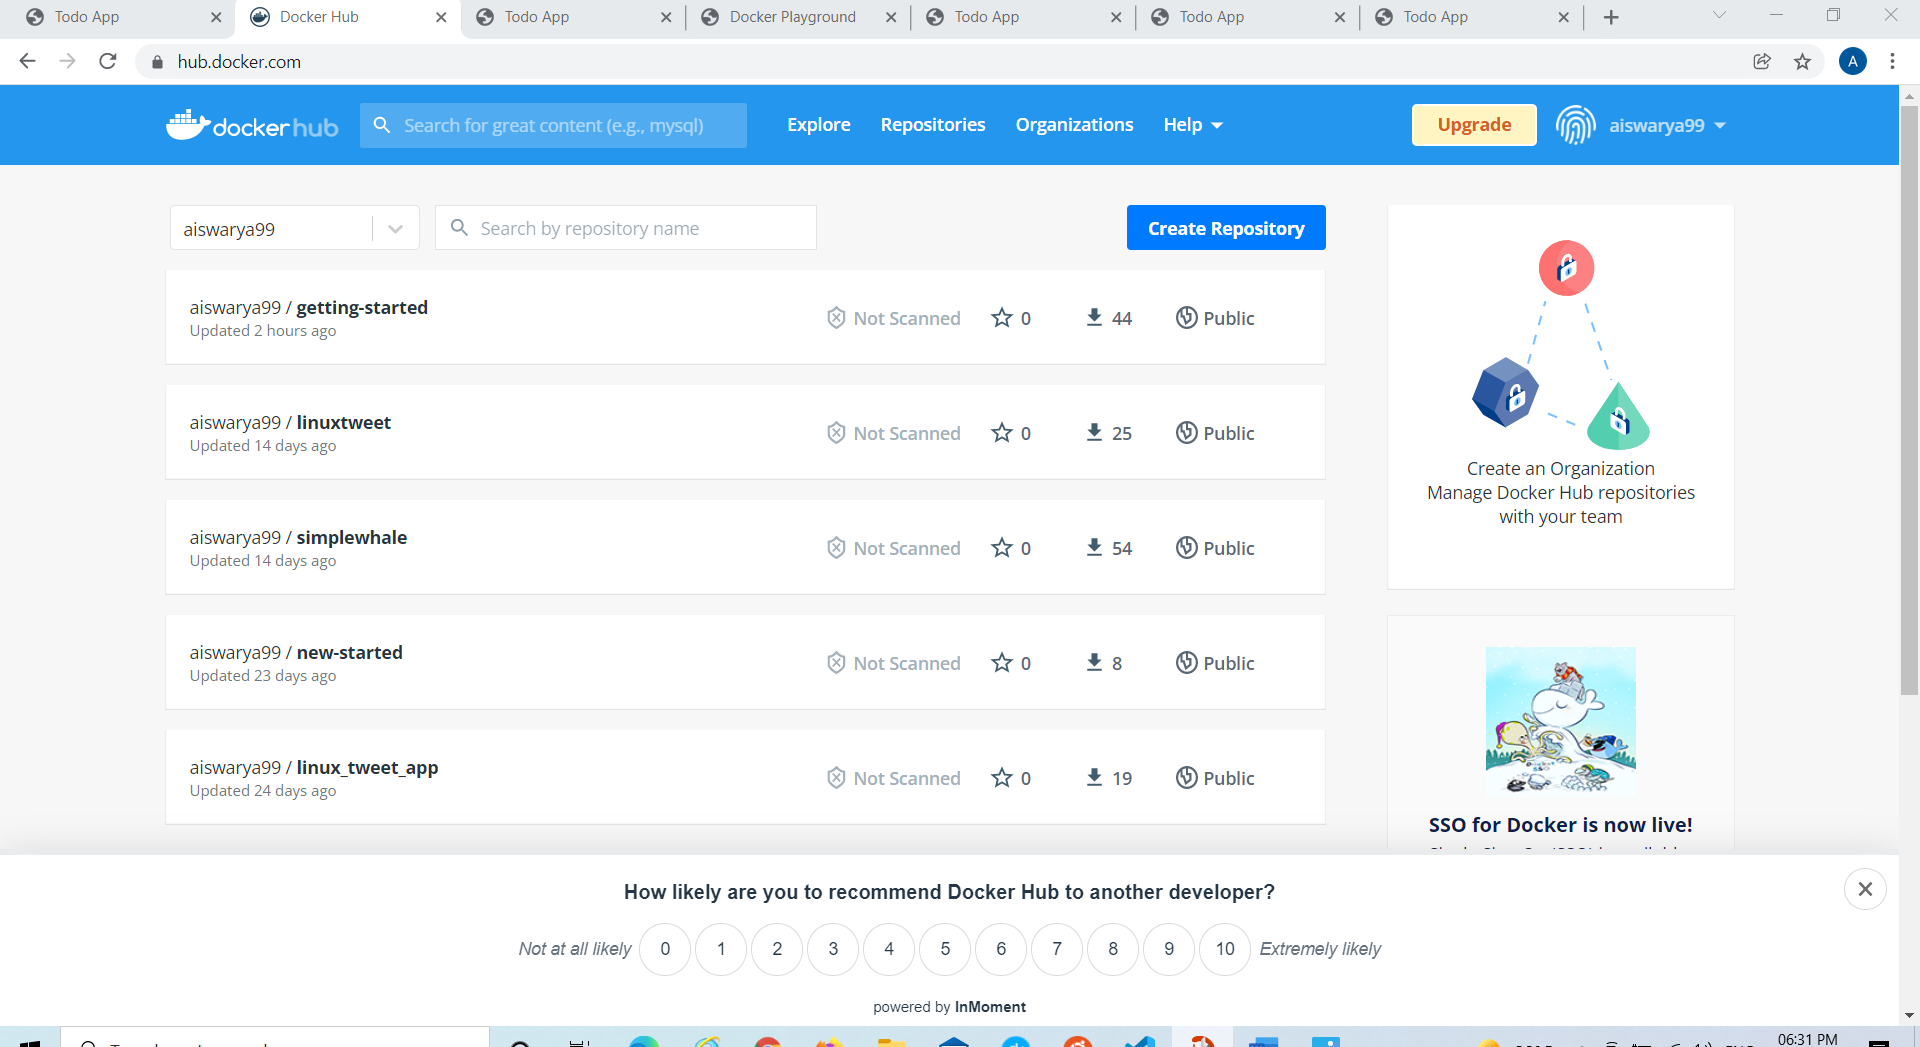 Todo App
Docker Hub
Todo App
Docker Playground
Todo App
Todo App
Todo App
hub.docker.com
A
docker hub
Search for great content (e.g., mysql)
Explore
Repositories
Organizations
Help
Upgrade
aiswarya99
aiswarya99
Search by repository name
Create Repository
aiswarya99 / getting-started
Updated 2 hours ago
Not Scanned
0
44
Public
aiswarya99 / linuxtweet
Updated 14 days ago
Not Scanned
0
25
Public
aiswarya99 / simplewhale
Updated 14 days ago
Not Scanned
0
54
Public
aiswarya99 / new-started
Updated 23 days ago
Not Scanned
0
8
Public
aiswarya99 / linux_tweet_app
Updated 24 days ago
Not Scanned
0
19
Public
Create an Organization
Manage Docker Hub repositories
with your team
SSO for Docker is now live!
How likely are you to recommend Docker Hub to another developer?
Not at all likely 0 1 2 3 4 5 6 7 8 9 10 Extremely likely
powered by InMoment
06:31 PM